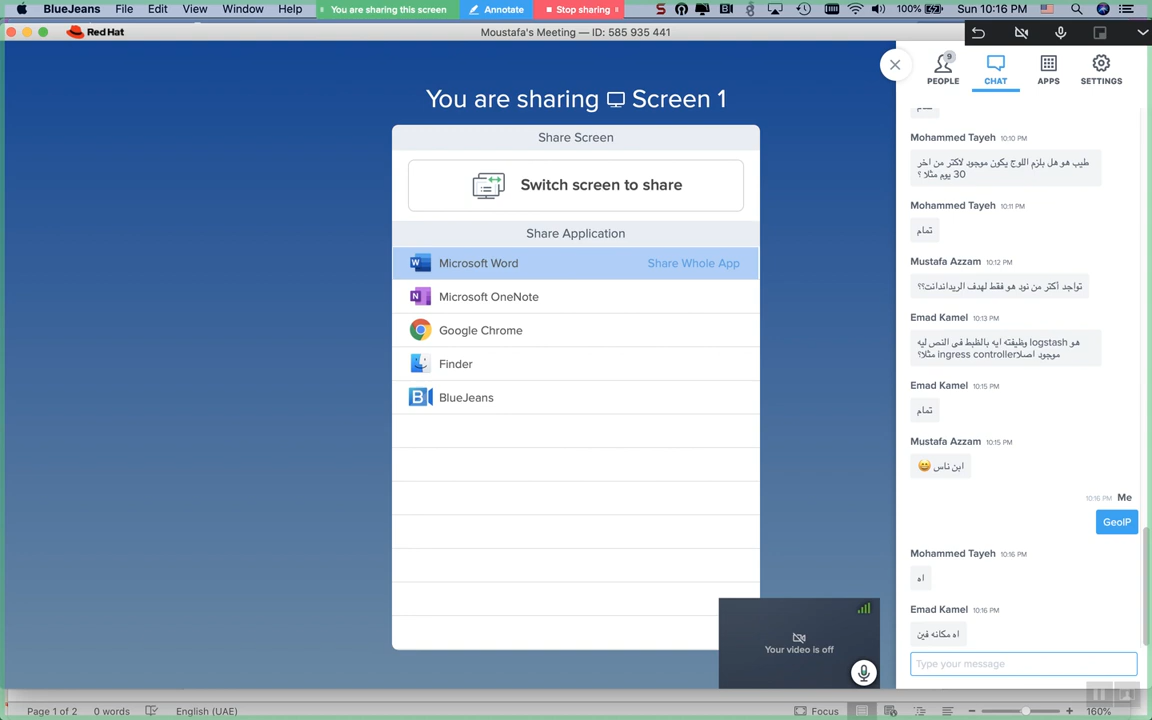 BlueJeans File Edit View Window Help
You are sharing this screen
Annotate
Stop sharing
100%
Sun 10:16 PM
Red Hat
Moustafa's Meeting — ID: 585 935 441
You are sharing Screen 1
Share Screen
Switch screen to share
Share Application
Microsoft Word
Share Whole App
Microsoft OneNote
Google Chrome
Finder
BlueJeans
Your video is off
9
PEOPLE
CHAT
APPS
SETTINGS
Mohammed Tayeh 10:10 PM
طيب هو هل بلزم اللوج يكون موجود لاكتر من اخر
30 يوم مثلا ؟
Mohammed Tayeh 10:11 PM
تمام
Mustafa Azzam 10:12 PM
تواجد أكتر من نود هو فقط لهدف الريداندانت؟؟
Emad Kamel 10:13 PM
هو logstash وظيفته ايه بالظبط فى النص ليه
موجود اصلاingress controller مثلا؟
Emad Kamel 10:15 PM
تمام
Mustafa Azzam 10:15 PM
ابن ناس 😄
10:16 PM Me
GeoIP
Mohammed Tayeh 10:16 PM
اه
Emad Kamel 10:16 PM
اه مكانه فين
Type your message
Page 1 of 2
0 words
English (UAE)
Focus
160%